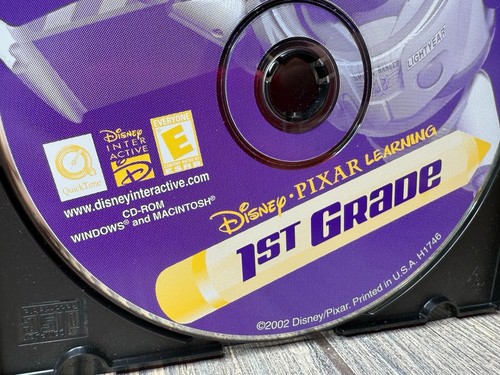 LIGHTYEAR
EVERYONE
E
ESRB
Disney
INTER
ACTIVE
D
QuickTime
www.disneyinteractive.com
CD-ROM
WINDOWS® and MACINTOSH®
Disney • PIXAR LEARNING
1ST GRADE
©2002 Disney/Pixar. Printed in U.S.A. H1746